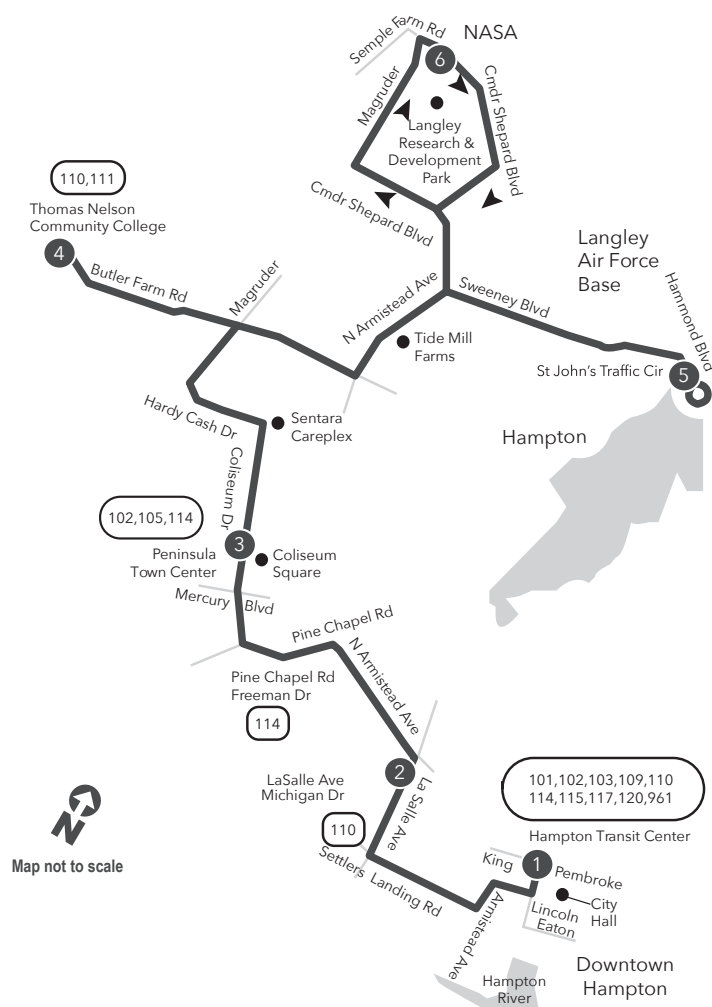 NASA
Semple Farm Rd
6
Magruder
Cmdr Shepard Blvd
Langley
Research &
Development
Park
Cmdr Shepard Blvd
110,111
Thomas Nelson
Community College
4
Butler Farm Rd
Magruder
N Armistead Ave
Sweeney Blvd
Langley
Air Force
Base
Hammond Blvd
Tide Mill
Farms
St John's Traffic Cir
5
Hardy Cash Dr
Sentara
Careplex
Hampton
Coliseum Dr
102,105,114
3
Peninsula
Town Center
Coliseum
Square
Mercury Blvd
Pine Chapel Rd
N Armistead Ave
Pine Chapel Rd
Freeman Dr
114
2
LaSalle Ave
Michigan Dr
La Salle Ave
110
101,102,103,109,110
114,115,117,120,961
Hampton Transit Center
N
Map not to scale
Settlers Landing Rd
King
1
Pembroke
City
Hall
Lincoln
Eaton
Armistead Ave
Downtown
Hampton
Hampton
River